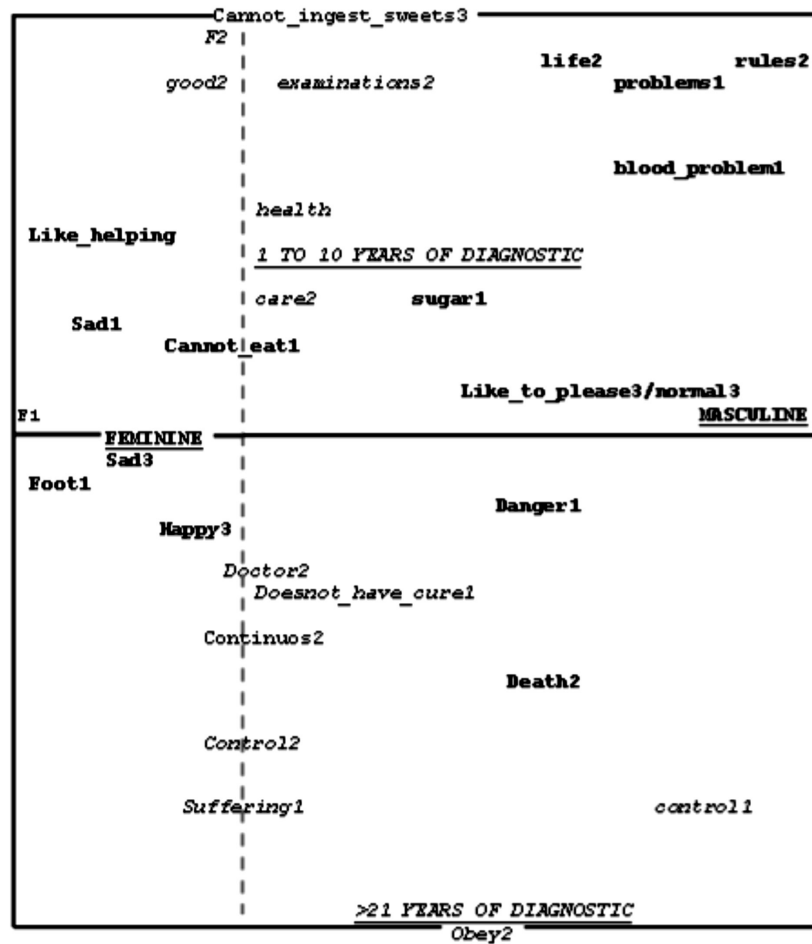 Cannot_ingest_sweets3
F2
life2 rules2
good2 examinations2 problems1
blood_problem1
health
Like_helping
1 TO 10 YEARS OF DIAGNOSTIC
care2 sugar1
Sad1
Cannot_eat1
Like_to_please3/normal3
F1 MASCULINE
FEMININE
Sad3
Foot1
Danger1
Happy3
Doctor2
Doesnot_have_cure1
Continuos2
Death2
Control2
Suffering1 control1
>21 YEARS OF DIAGNOSTIC
Obey2